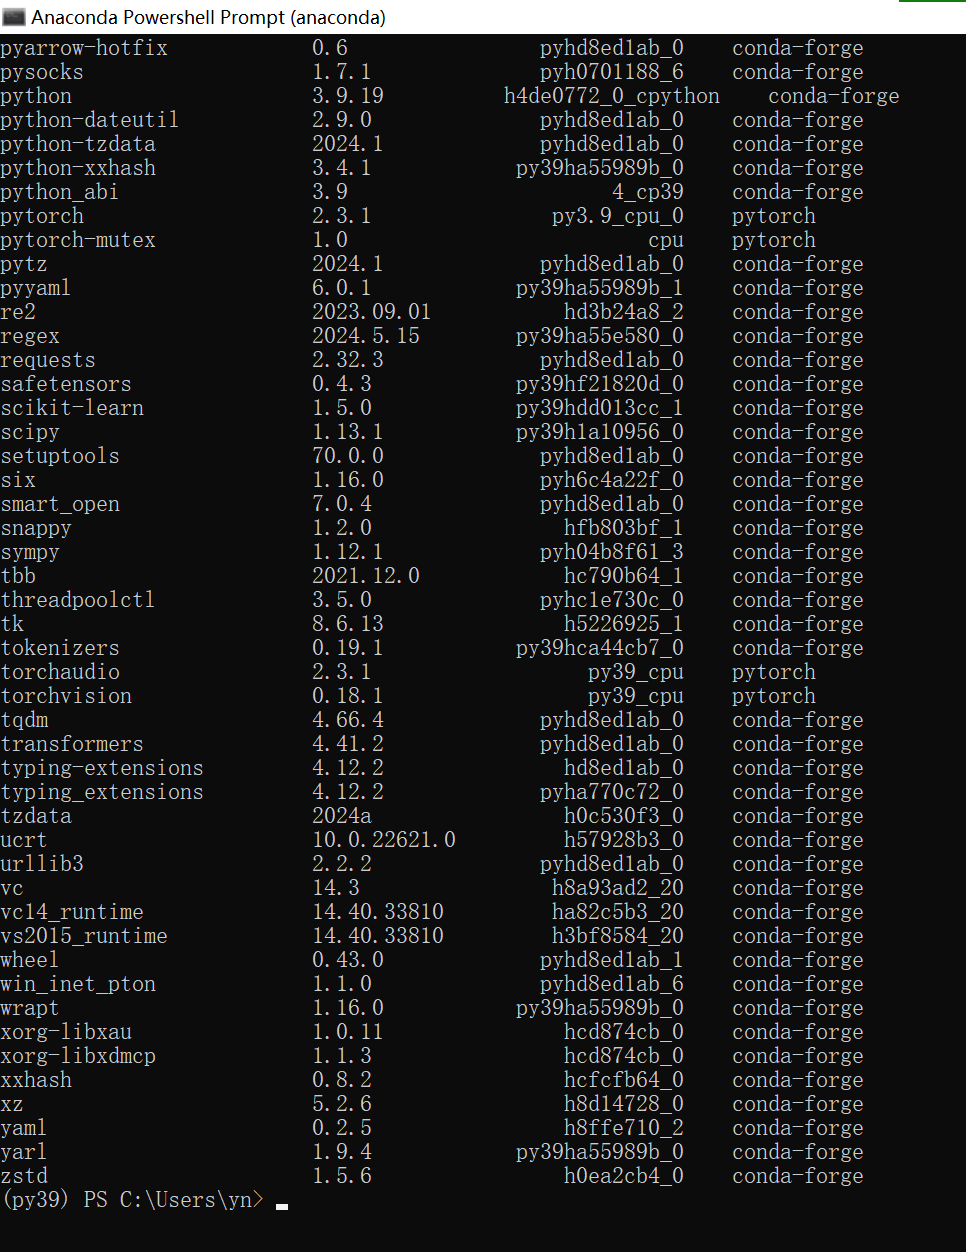 Anaconda Powershell Prompt (anaconda)
pyarrow-hotfix 0.6 pyhd8ed1ab_0 conda-forge
pysocks 1.7.1 pyh0701188_6 conda-forge
python 3.9.19 h4de0772_0_cpython conda-forge
python-dateutil 2.9.0 pyhd8ed1ab_0 conda-forge
python-tzdata 2024.1 pyhd8ed1ab_0 conda-forge
python-xxhash 3.4.1 py39ha55989b_0 conda-forge
python_abi 3.9 4_cp39 conda-forge
pytorch 2.3.1 py3.9_cpu_0 pytorch
pytorch-mutex 1.0 cpu pytorch
pytz 2024.1 pyhd8ed1ab_0 conda-forge
pyyaml 6.0.1 py39ha55989b_1 conda-forge
re2 2023.09.01 hd3b24a8_2 conda-forge
regex 2024.5.15 py39ha55e580_0 conda-forge
requests 2.32.3 pyhd8ed1ab_0 conda-forge
safetensors 0.4.3 py39hf21820d_0 conda-forge
scikit-learn 1.5.0 py39hdd013cc_1 conda-forge
scipy 1.13.1 py39h1a10956_0 conda-forge
setuptools 70.0.0 pyhd8ed1ab_0 conda-forge
six 1.16.0 pyh6c4a22f_0 conda-forge
smart_open 7.0.4 pyhd8ed1ab_0 conda-forge
snappy 1.2.0 hfb803bf_1 conda-forge
sympy 1.12.1 pyh04b8f61_3 conda-forge
tbb 2021.12.0 hc790b64_1 conda-forge
threadpoolctl 3.5.0 pyhc1e730c_0 conda-forge
tk 8.6.13 h5226925_1 conda-forge
tokenizers 0.19.1 py39hca44cb7_0 conda-forge
torchaudio 2.3.1 py39_cpu pytorch
torchvision 0.18.1 py39_cpu pytorch
tqdm 4.66.4 pyhd8ed1ab_0 conda-forge
transformers 4.41.2 pyhd8ed1ab_0 conda-forge
typing-extensions 4.12.2 hd8ed1ab_0 conda-forge
typing_extensions 4.12.2 pyha770c72_0 conda-forge
tzdata 2024a h0c530f3_0 conda-forge
ucrt 10.0.22621.0 h57928b3_0 conda-forge
urllib3 2.2.2 pyhd8ed1ab_0 conda-forge
vc 14.3 h8a93ad2_20 conda-forge
vc14_runtime 14.40.33810 ha82c5b3_20 conda-forge
vs2015_runtime 14.40.33810 h3bf8584_20 conda-forge
wheel 0.43.0 pyhd8ed1ab_1 conda-forge
win_inet_pton 1.1.0 pyhd8ed1ab_6 conda-forge
wrapt 1.16.0 py39ha55989b_0 conda-forge
xorg-libxau 1.0.11 hcd874cb_0 conda-forge
xorg-libxdmcp 1.1.3 hcd874cb_0 conda-forge
xxhash 0.8.2 hcfcfb64_0 conda-forge
xz 5.2.6 h8d14728_0 conda-forge
yaml 0.2.5 h8ffe710_2 conda-forge
yarl 1.9.4 py39ha55989b_0 conda-forge
zstd 1.5.6 h0ea2cb4_0 conda-forge
(py39) PS C:\Users\yn>